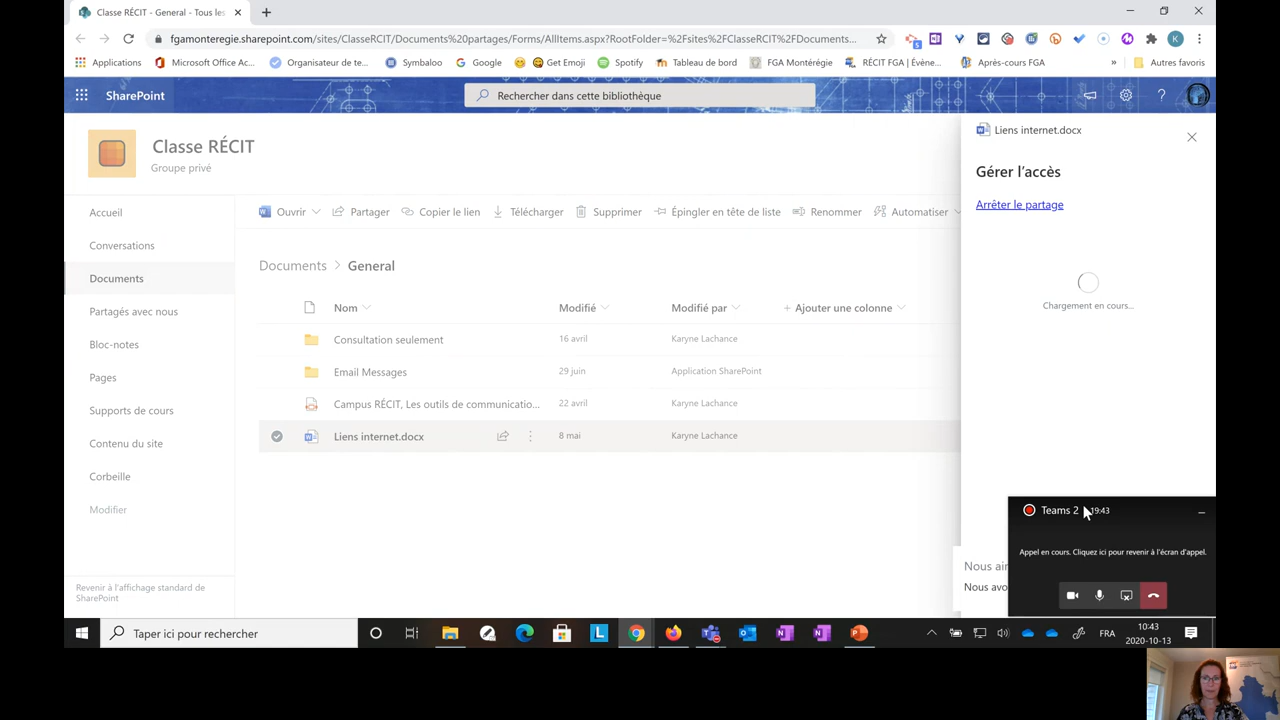 Classe RÉCIT - General - Tous les
fgamonteregie.sharepoint.com/sites/ClasseRCIT/Documents%20partages/Forms/AllItems.aspx?RootFolder=%2Fsites%2FClasseRCIT%2FDocuments...
Applications Microsoft Office Ac... Organisateur de te... Symbaloo Google Get Emoji Spotify Tableau de bord FGA Montérégie RÉCIT FGA | Évène... Après-cours FGA » Autres favoris
SharePoint Rechercher dans cette bibliothèque
Liens internet.docx
Classe RÉCIT
Groupe privé
Gérer l'accès
Arrêter le partage
Accueil
Conversations
Documents
Partagés avec nous
Bloc-notes
Pages
Supports de cours
Contenu du site
Corbeille
Modifier
Revenir à l'affichage standard de
SharePoint
Ouvrir Partager Copier le lien Télécharger Supprimer Épingler en tête de liste Renommer Automatiser
Documents > General
Nom Modifié Modifié par + Ajouter une colonne
Consultation seulement 16 avril Karyne Lachance
Email Messages 29 juin Application SharePoint
Campus RÉCIT, Les outils de communicatio... 22 avril Karyne Lachance
Liens internet.docx 8 mai Karyne Lachance
Chargement en cours...
Teams 2 19:43
Appel en cours. Cliquez ici pour revenir à l'écran d'appel.
Nous air
Nous avo
Taper ici pour rechercher
FRA
10:43
2020-10-13